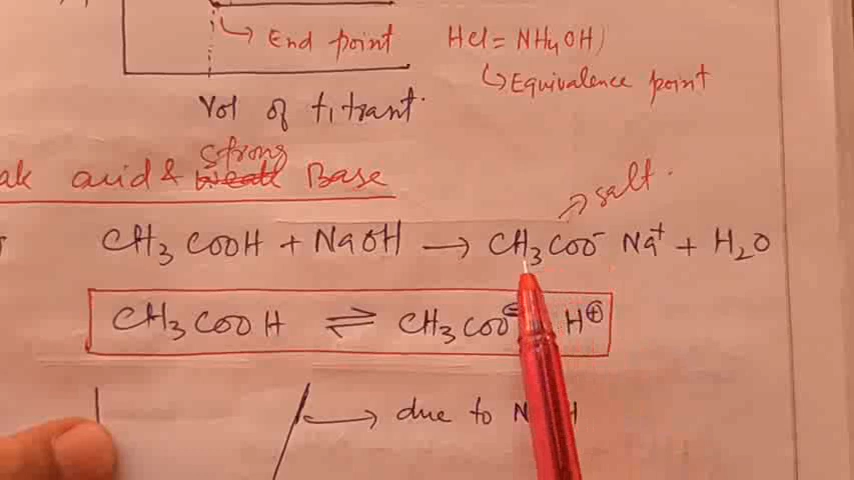 End point HCl = NH4OH)
Equivalence point
Vol of titrant.
strong
acid & weak Base
salt.
CH3COOH + NaOH → CH3COO⁻ Na⁺ + H2O
CH3COOH ⇌ CH3COO⊖ H⊕
due to